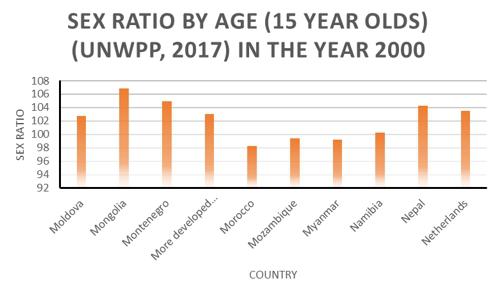 SEX RATIO BY AGE (15 YEAR OLDS)
(UNWPP, 2017) IN THE YEAR 2000
108
106
104
102
100
98
96
94
92
SEX RATIO
Moldova
Mongolia
Montenegro
More developed...
Morocco
Mozambique
Myanmar
Namibia
Nepal
Netherlands
COUNTRY